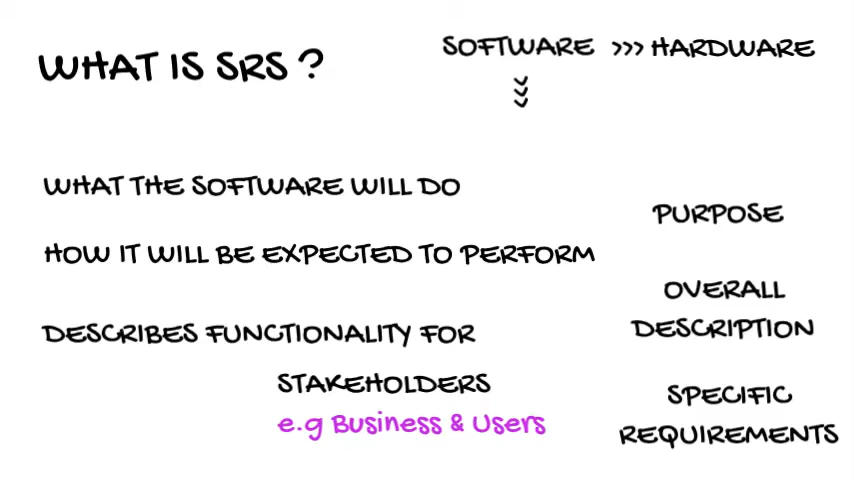 WHAT IS SRS ?
SOFTWARE >>> HARDWARE
>>>
WHAT THE SOFTWARE WILL DO
HOW IT WILL BE EXPECTED TO PERFORM
DESCRIBES FUNCTIONALITY FOR
STAKEHOLDERS
e.g Business & Users
PURPOSE
OVERALL
DESCRIPTION
SPECIFIC
REQUIREMENTS